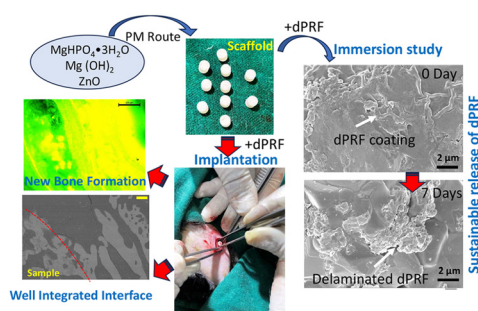 MgHPO₄•3H₂O
Mg (OH)₂
ZnO
PM Route
Scaffold
+dPRF
Immersion study
0 Day
dPRF coating
2 µm
7 Days
Delaminated dPRF
2 µm
Sustainable release of dPRF
+dPRF
Implantation
New Bone Formation
Sample
Well Integrated Interface